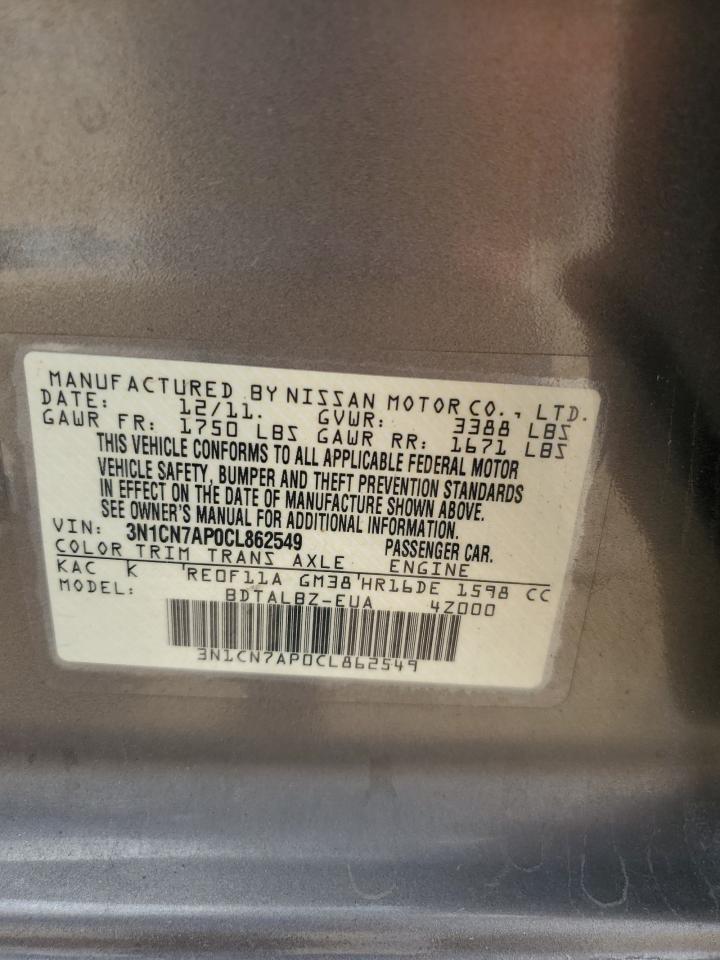 MANUFACTURED BY NISSAN MOTOR CO., LTD.
DATE: 12/11. GVWR: 3388 LBS
GAWR FR: 1750 LBS GAWR RR: 1671 LBS
THIS VEHICLE CONFORMS TO ALL APPLICABLE FEDERAL MOTOR
VEHICLE SAFETY, BUMPER AND THEFT PREVENTION STANDARDS
IN EFFECT ON THE DATE OF MANUFACTURE SHOWN ABOVE.
SEE OWNER'S MANUAL FOR ADDITIONAL INFORMATION.
VIN: 3N1CN7AP0CL862549 PASSENGER CAR.
COLOR TRIM TRANS AXLE ENGINE
KAC K 'RE0F11A GM38'HR16DE 1598 CC
MODEL: BDTALBZ-EUA 4Z000
3N1CN7AP0CL862549